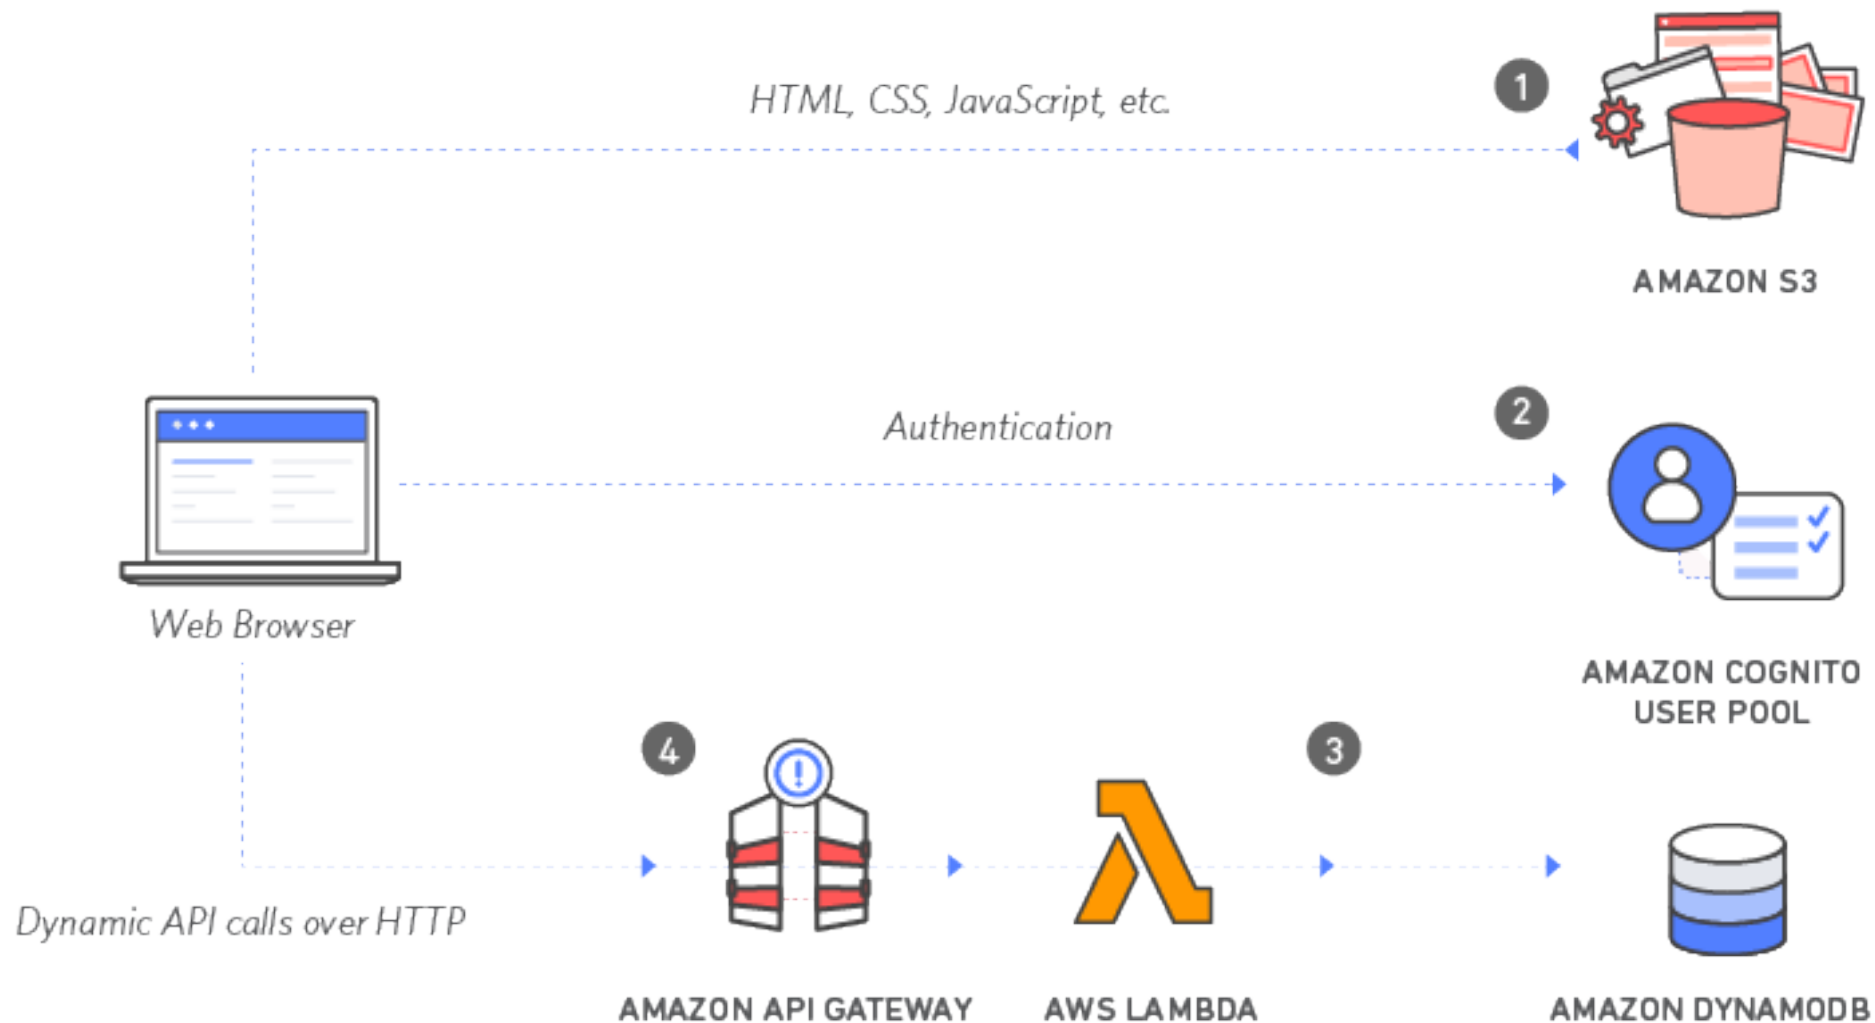 HTML, CSS, JavaScript, etc.
1
AMAZON S3
Authentication
2
Web Browser
AMAZON COGNITO
USER POOL
4
3
Dynamic API calls over HTTP
AMAZON API GATEWAY
AWS LAMBDA
AMAZON DYNAMODB